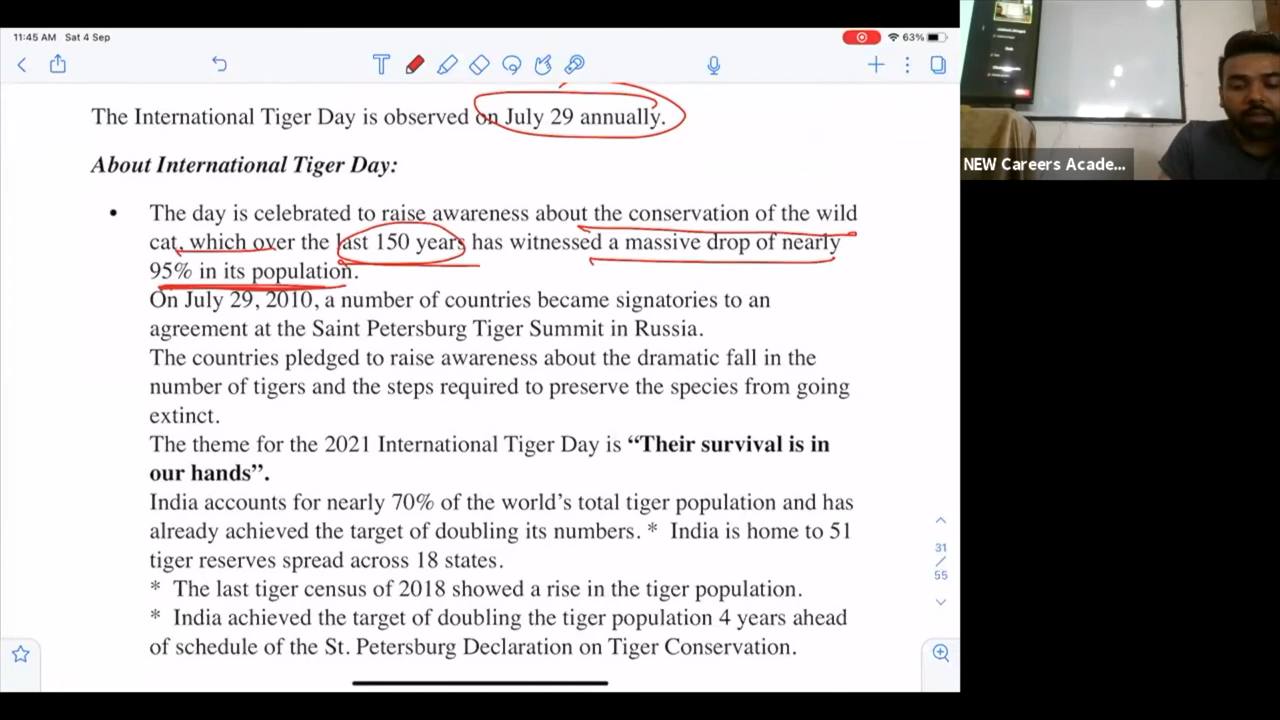 11:45 AM Sat 4 Sep
63%
The International Tiger Day is observed on July 29 annually.
About International Tiger Day:
• The day is celebrated to raise awareness about the conservation of the wild
cat, which over the last 150 years has witnessed a massive drop of nearly
95% in its population.
On July 29, 2010, a number of countries became signatories to an
agreement at the Saint Petersburg Tiger Summit in Russia.
The countries pledged to raise awareness about the dramatic fall in the
number of tigers and the steps required to preserve the species from going
extinct.
The theme for the 2021 International Tiger Day is “Their survival is in
our hands”.
India accounts for nearly 70% of the world’s total tiger population and has
already achieved the target of doubling its numbers. * India is home to 51
tiger reserves spread across 18 states.
* The last tiger census of 2018 showed a rise in the tiger population.
* India achieved the target of doubling the tiger population 4 years ahead
of schedule of the St. Petersburg Declaration on Tiger Conservation.
31
/
55
NEW Careers Acade...